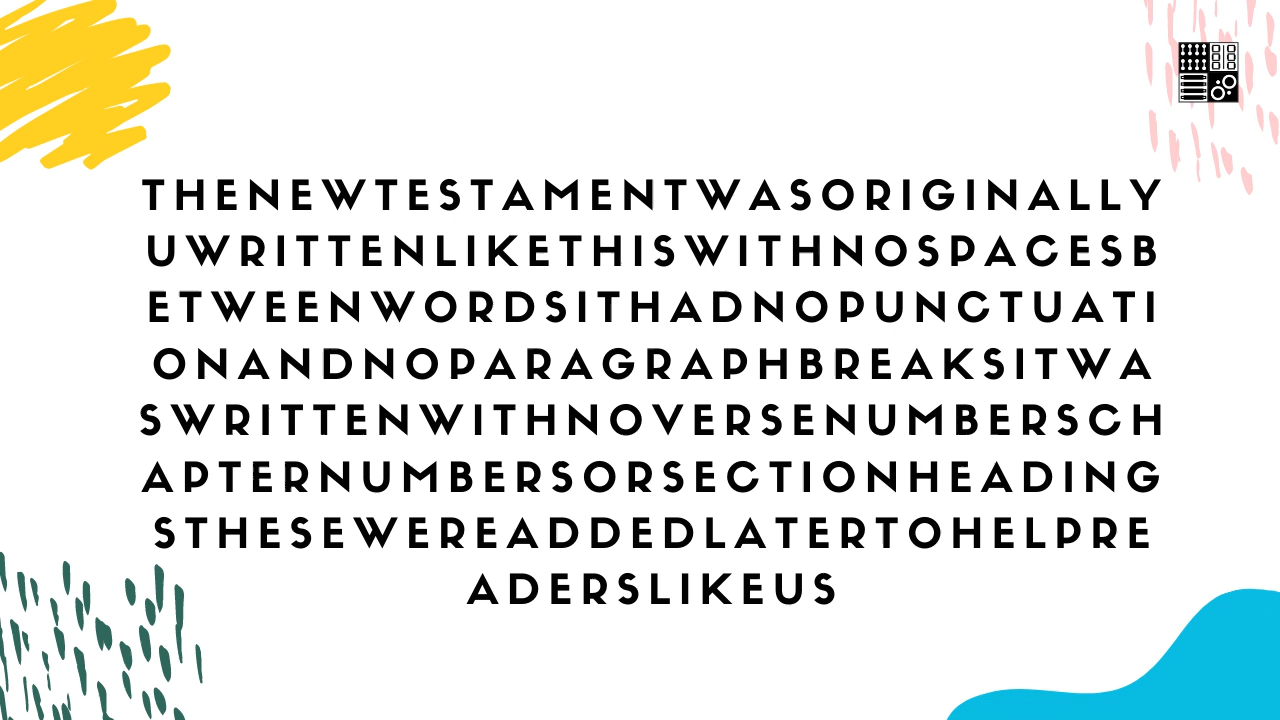 THENEWTESTAMENTWASORIGINALLY
UWRITTENLIKETHISWITHNOSPACESB
ETWEENWORDSITHADNOPUNCTUATI
ONANDNOPARAGRAPHBREAKSITWA
SWRITTENWITHNOVERSENUMBERSCH
APTERNUMBERSORSECTIONHEADING
STHESEWEREADDEDLATERTOHELPRE
ADERSLIKEUS